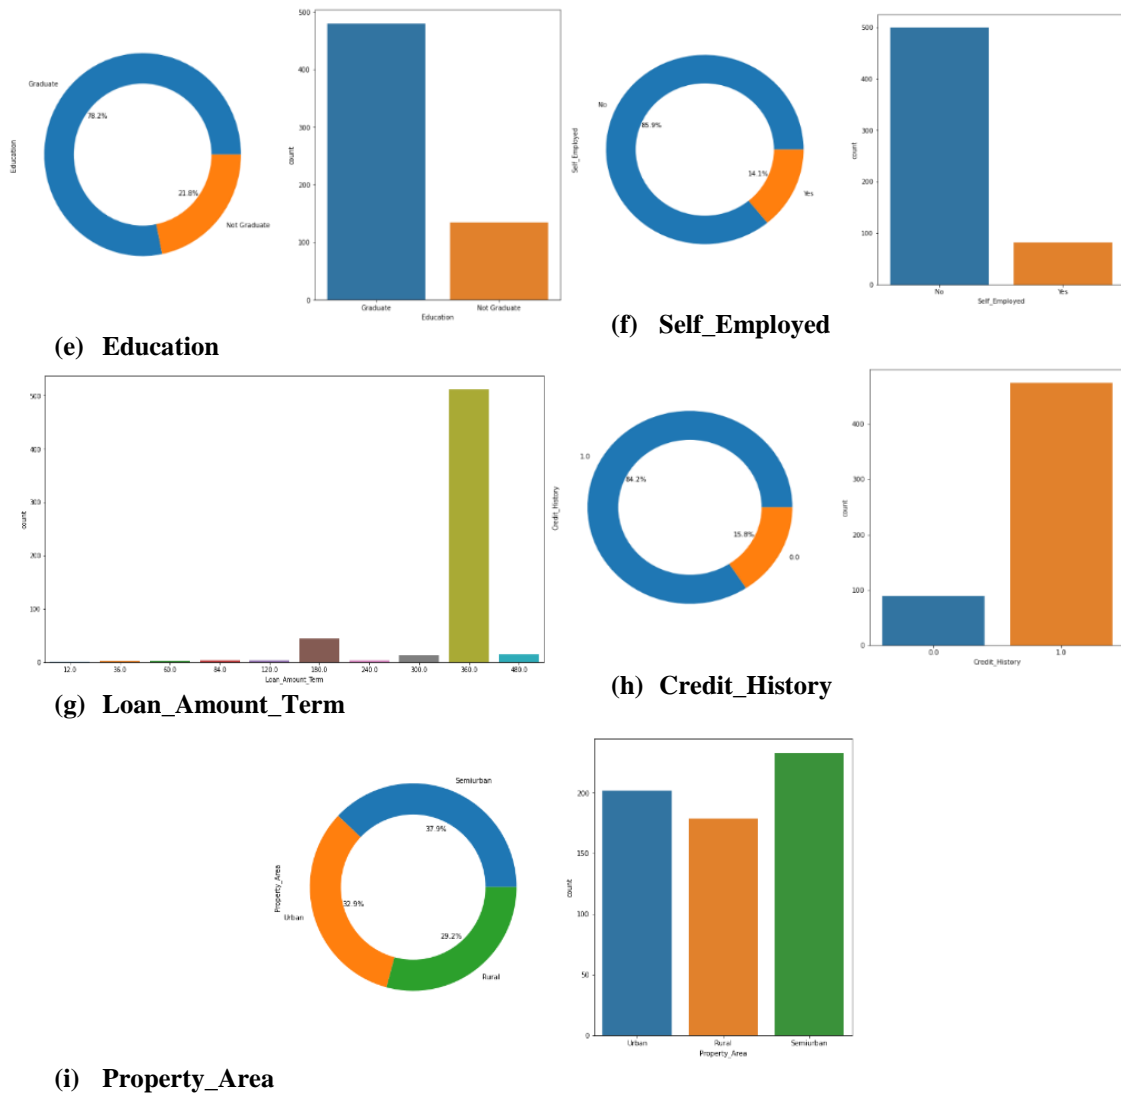 Graduate
78.2%
Education
21.8%
Not Graduate
500
400
300
200
100
0
count
Graduate
Not Graduate
Education
(e) Education
No
85.9%
Self_Employed
14.1%
Yes
500
400
300
200
100
0
count
No
Yes
Self_Employed
(f) Self_Employed
500
400
300
200
100
0
count
12.0 36.0 60.0 84.0 120.0 180.0 240.0 300.0 360.0 480.0
Loan_Amount_Term
(g) Loan_Amount_Term
1.0
84.2%
Credit_History
15.8%
0.0
400
300
200
100
0
count
0.0
1.0
Credit_History
(h) Credit_History
Semiurban
37.9%
Property_Area
32.9%
Urban
29.2%
Rural
200
150
100
50
0
count
Urban
Rural
Semiurban
Property_Area
(i) Property_Area